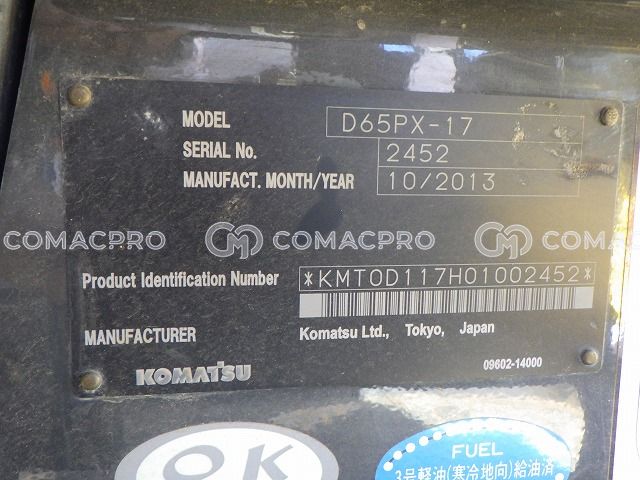 MODEL D65PX-17
SERIAL No. 2452
MANUFACT. MONTH/YEAR 10/2013
COMACPRO COMACPRO COMACPRO
Product Identification Number *KMT0D117H01002452*
MANUFACTURER Komatsu Ltd., Tokyo, Japan
KOMATSU 09602-14000
OK
FUEL
3号軽油(寒冷地向)給油済